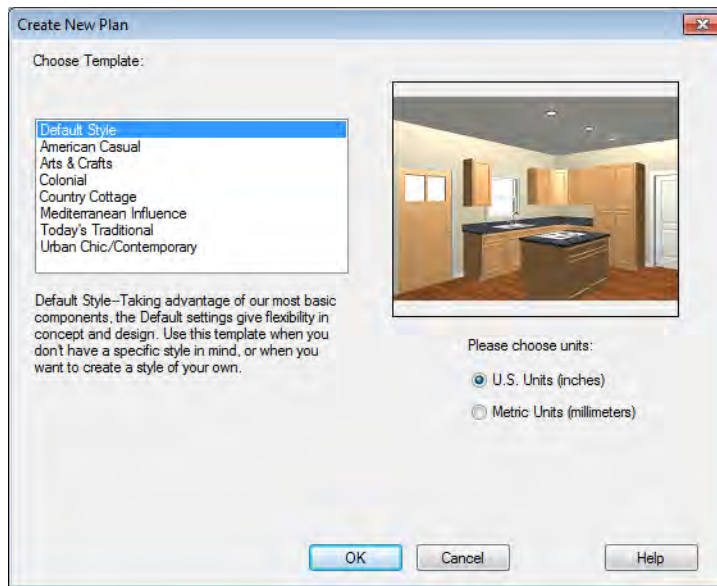 Create New Plan
Choose Template:
Default Style
American Casual
Arts & Crafts
Colonial
Country Cottage
Mediterranean Influence
Today's Traditional
Urban Chic/Contemporary
Default Style--Taking advantage of our most basic
components, the Default settings give flexibility in
concept and design. Use this template when you
don't have a specific style in mind, or when you
want to create a style of your own.
Please choose units:
U.S. Units (inches)
Metric Units (millimeters)
OK
Cancel
Help